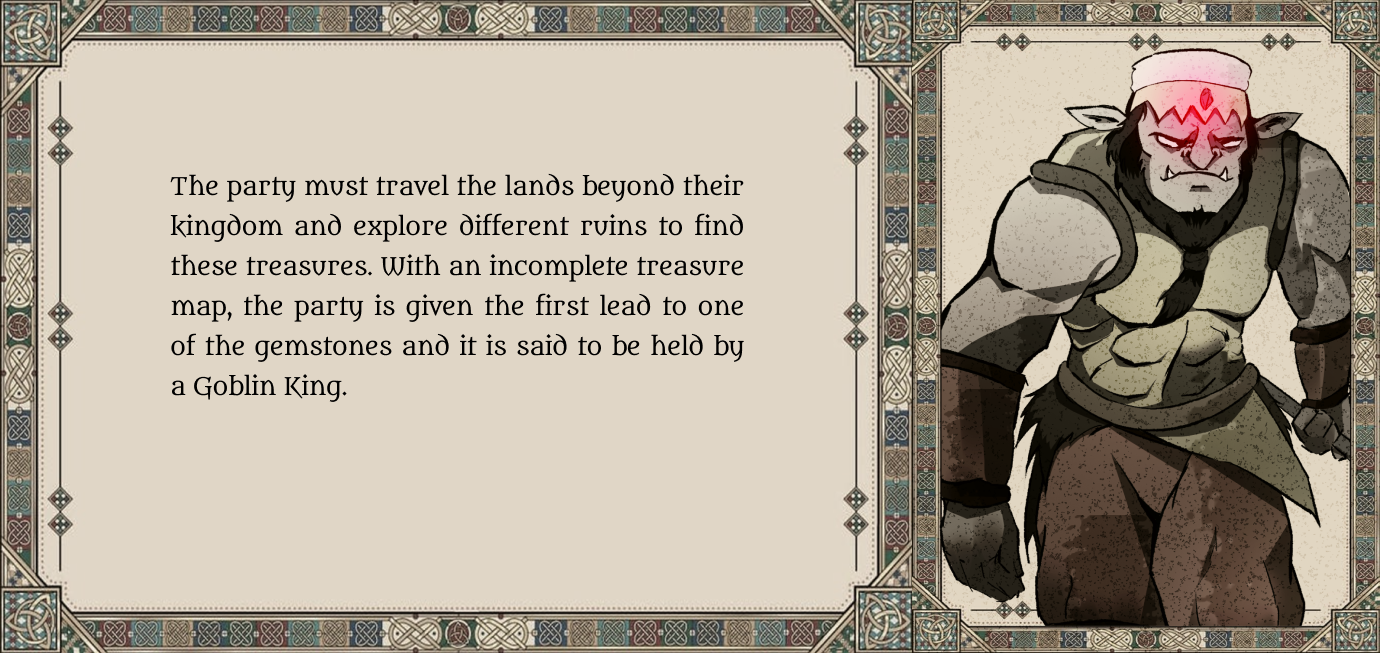 The party must travel the lands beyond their
kingdom and explore different ruins to find
these treasures. With an incomplete treasure
map, the party is given the first lead to one
of the gemstones and it is said to be held by
a Goblin King.